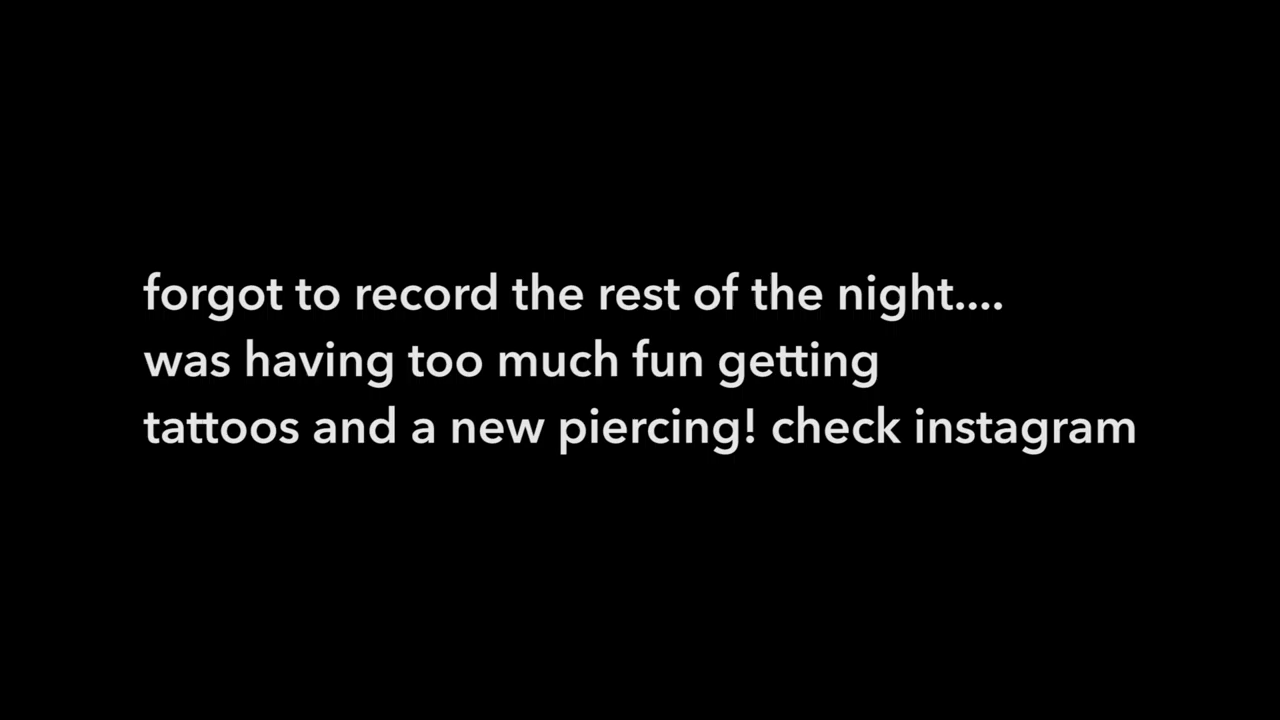 forgot to record the rest of the night....
was having too much fun getting
tattoos and a new piercing! check instagram